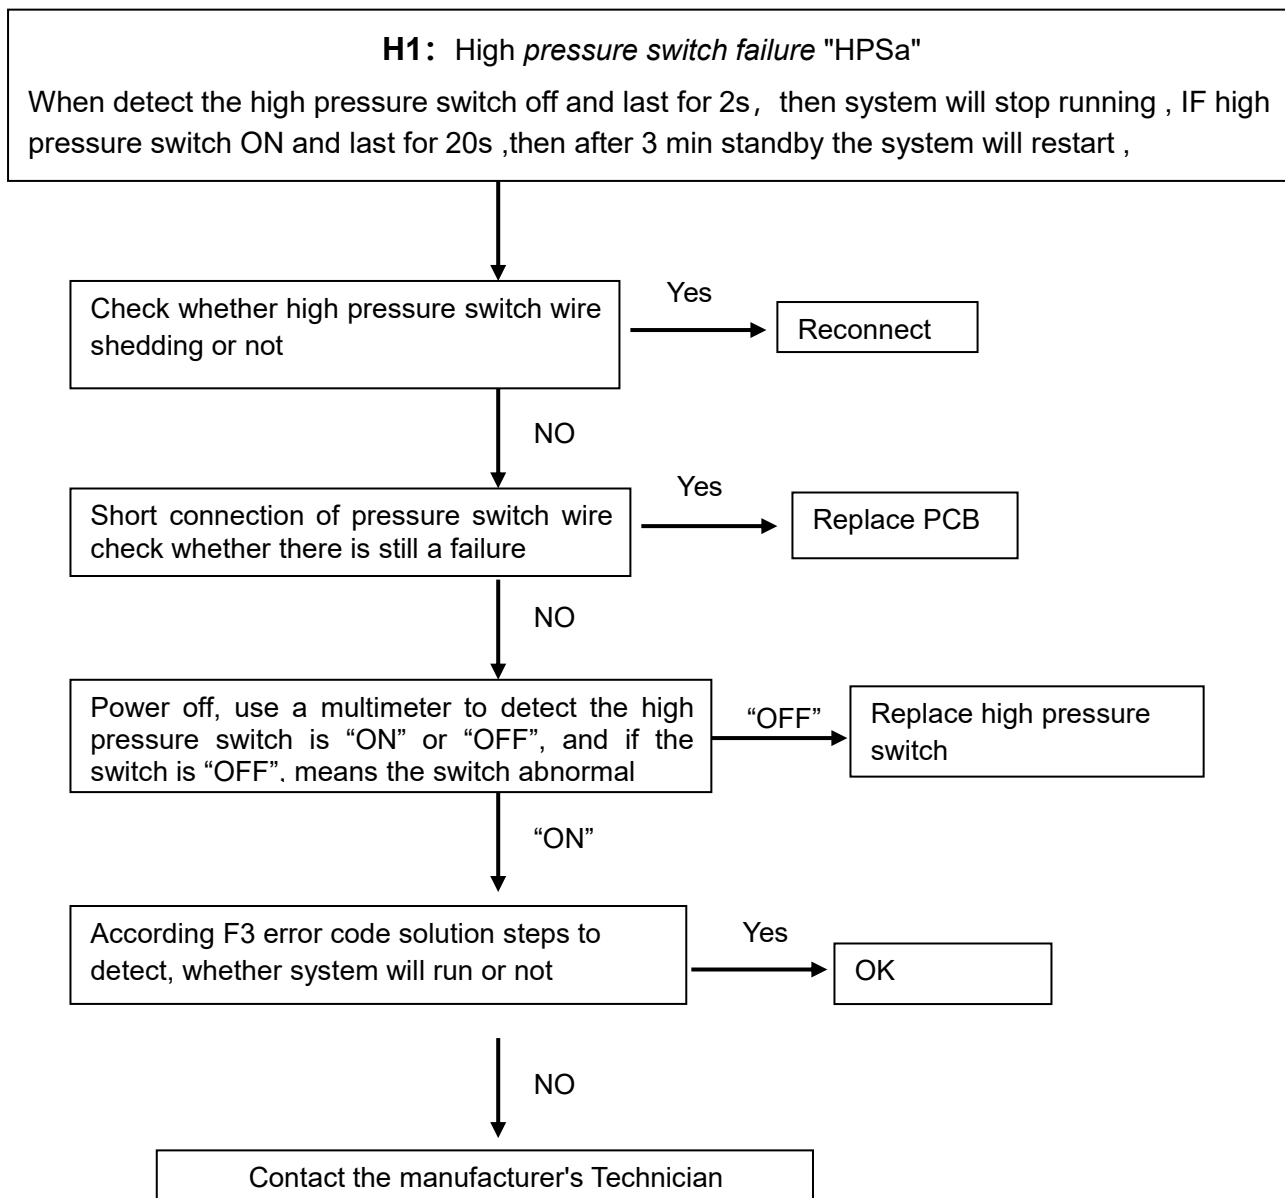 H1： High pressure switch failure "HPSa"
When detect the high pressure switch off and last for 2s， then system will stop running , IF high
pressure switch ON and last for 20s ,then after 3 min standby the system will restart ,
Check whether high pressure switch wire
shedding or not
Yes
Reconnect
NO
Short connection of pressure switch wire
check whether there is still a failure
Yes
Replace PCB
NO
Power off, use a multimeter to detect the high
pressure switch is “ON” or “OFF”, and if the
switch is “OFF”, means the switch abnormal
“OFF”
Replace high pressure
switch
“ON”
According F3 error code solution steps to
detect, whether system will run or not
Yes
OK
NO
Contact the manufacturer's Technician